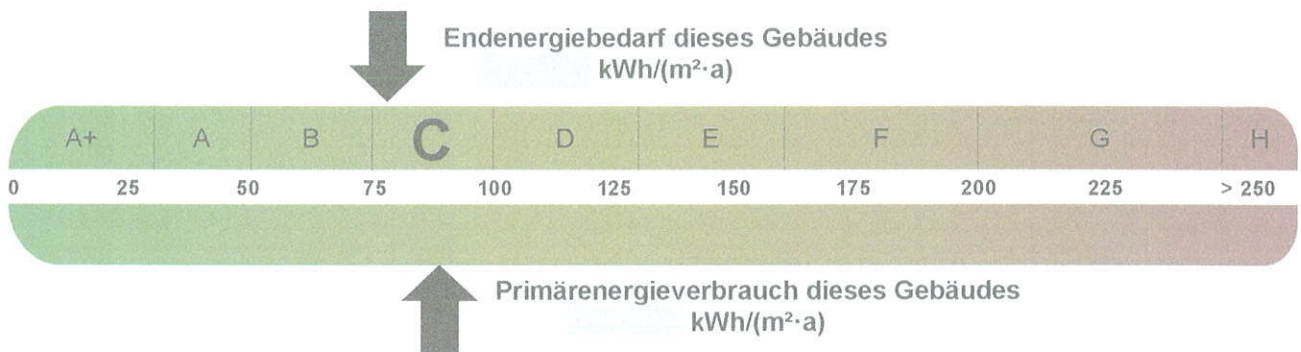 Endenergiebedarf dieses Gebäudes
kWh/(m²·a)
A+ A B C D E F G H
0 25 50 75 100 125 150 175 200 225 > 250
Primärenergieverbrauch dieses Gebäudes
kWh/(m²·a)